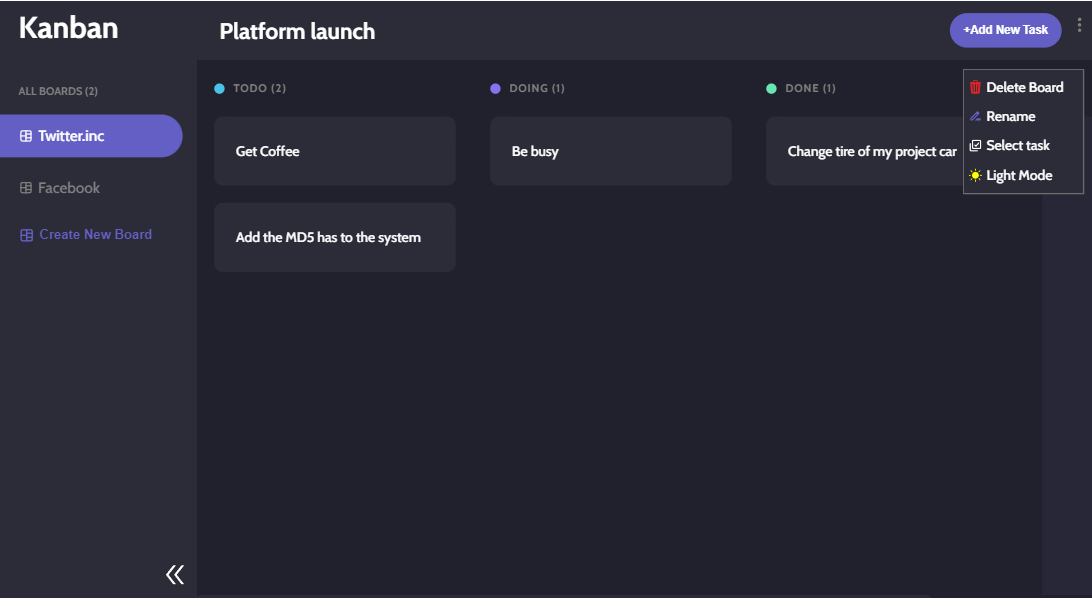 Kanban
Platform launch
+Add New Task
ALL BOARDS (2)
Twitter.inc
Facebook
Create New Board
TODO (2)
Get Coffee
Add the MD5 has to the system
DOING (1)
Be busy
DONE (1)
Change tire of my project car
Delete Board
Rename
Select task
Light Mode